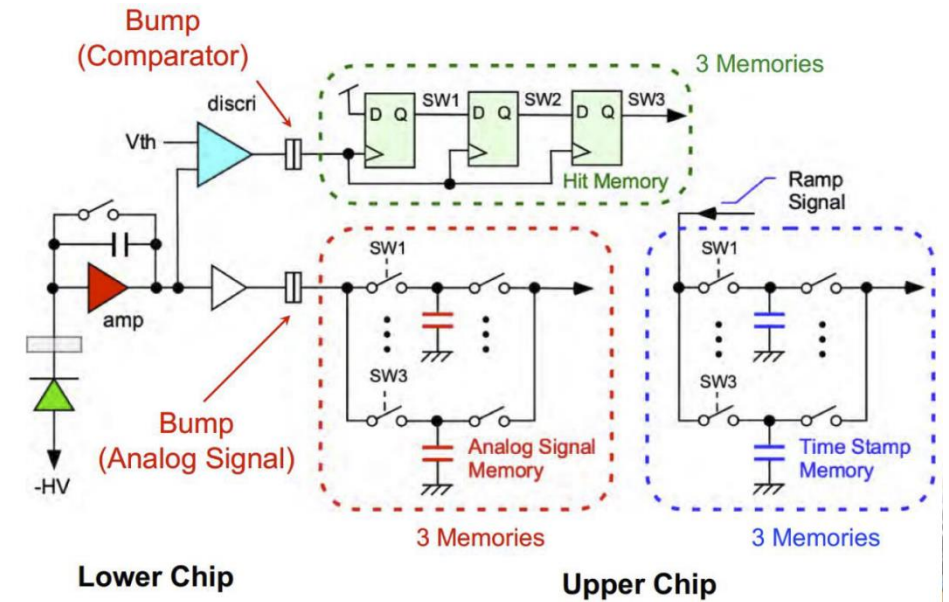 Bump
(Comparator)
3 Memories
discri
Vth
D Q
SW1
D Q
SW2
D Q
SW3
Hit Memory
Ramp
Signal
SW1
SW1
amp
SW3
SW3
Bump
(Analog Signal)
Analog Signal
Memory
Time Stamp
Memory
-HV
3 Memories
3 Memories
Lower Chip
Upper Chip